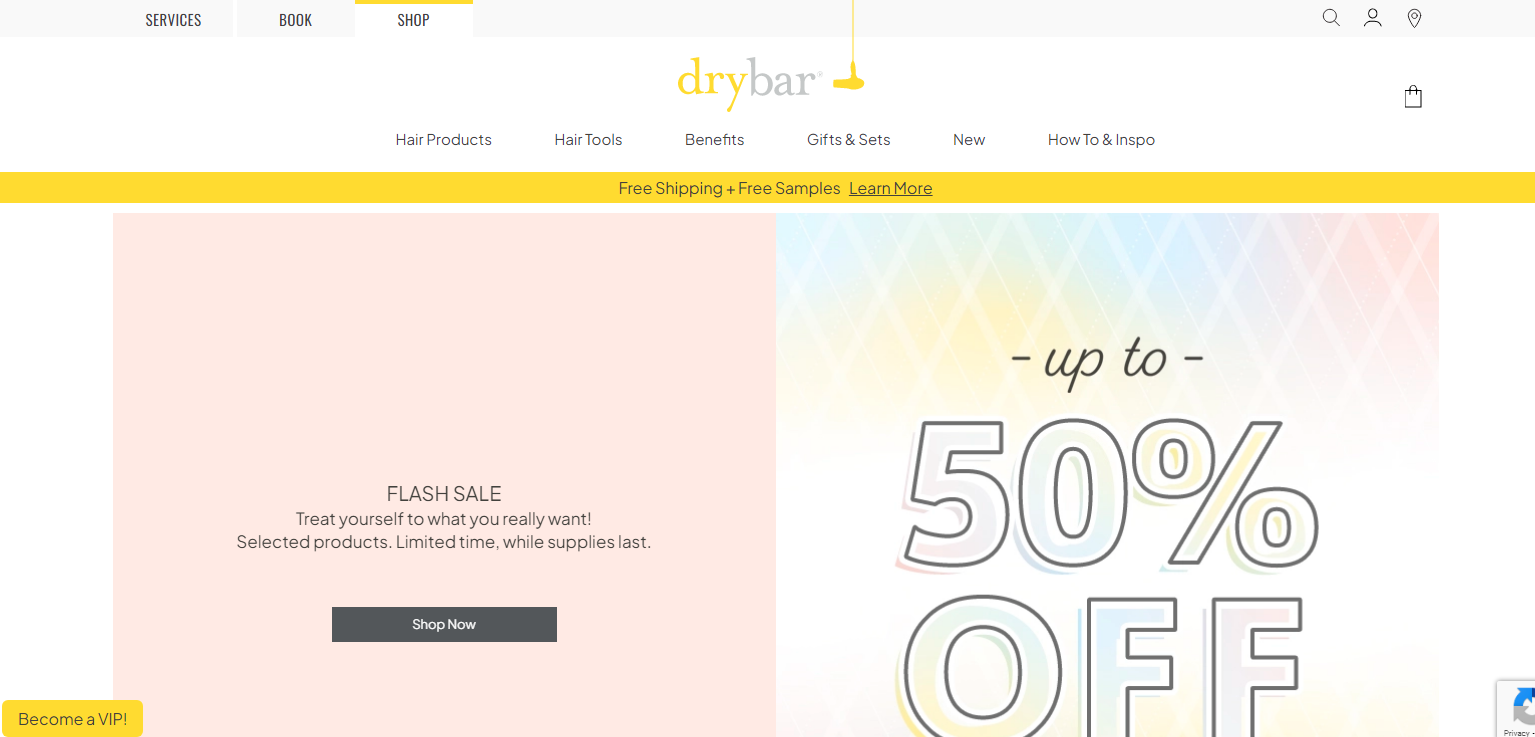 SERVICES BOOK SHOP
drybar®
Hair Products Hair Tools Benefits Gifts & Sets New How To & Inspo
Free Shipping + Free Samples Learn More
- up to -
50%
OFF
FLASH SALE
Treat yourself to what you really want!
Selected products. Limited time, while supplies last.
Shop Now
Become a VIP!
Privacy -